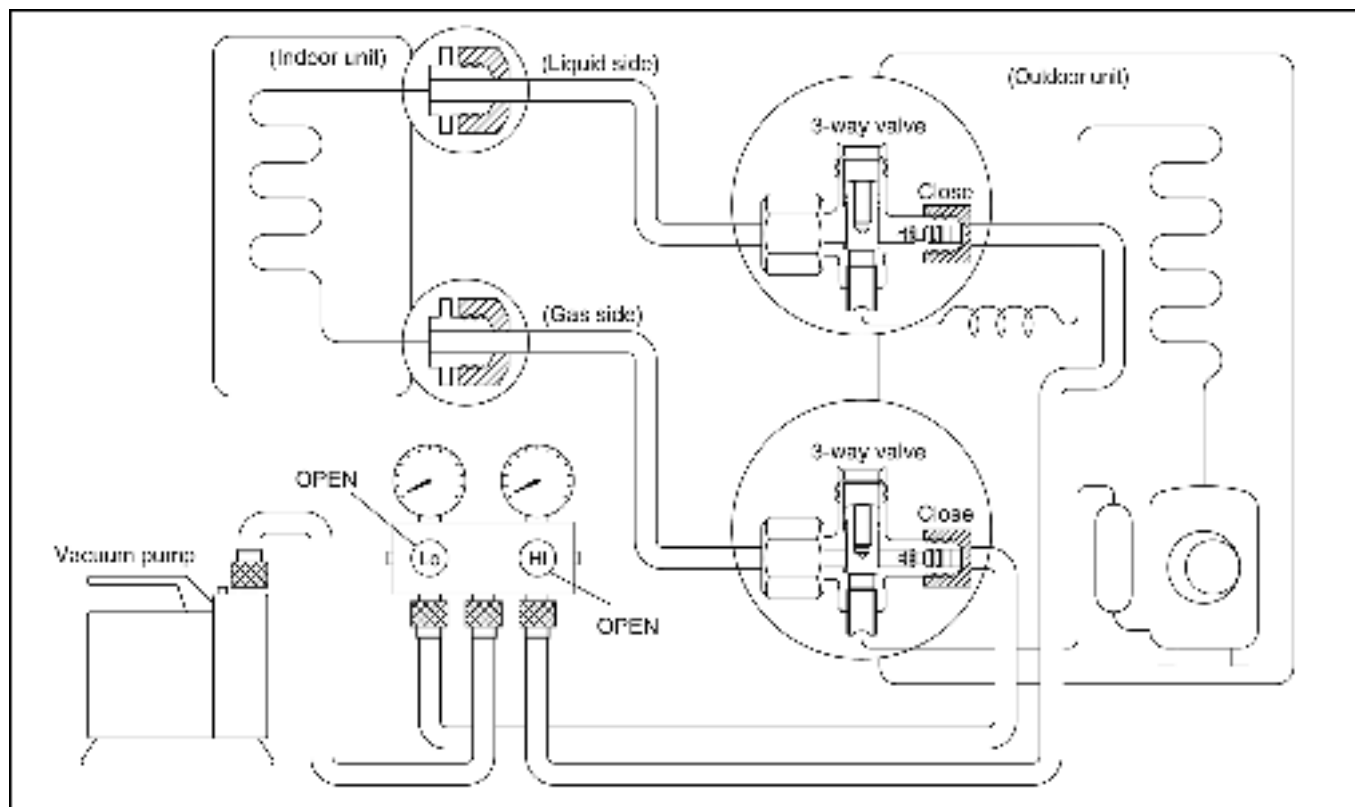 (Indoor unit)
(Liquid side)
(Outdoor unit)
3-way valve
Close
(Gas side)
3-way valve
OPEN
Close
Vacuum pump
Lo
HI
OPEN